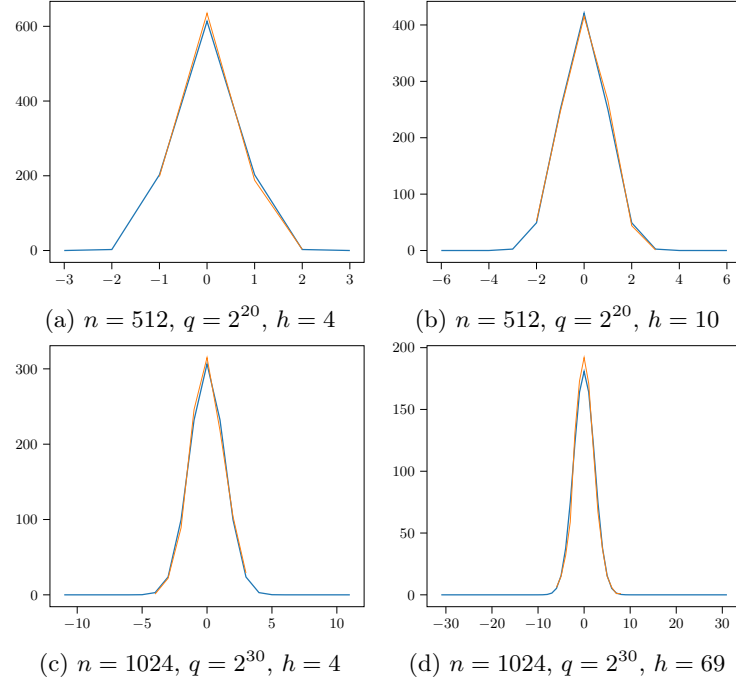 600
400
200
0
−3 −2 −1 0 1 2 3
(a) n = 512, q = 2^20, h = 4
400
300
200
100
0
−6 −4 −2 0 2 4 6
(b) n = 512, q = 2^20, h = 10
300
200
100
0
−10 −5 0 5 10
(c) n = 1024, q = 2^30, h = 4
200
150
100
50
0
−30 −20 −10 0 10 20 30
(d) n = 1024, q = 2^30, h = 69